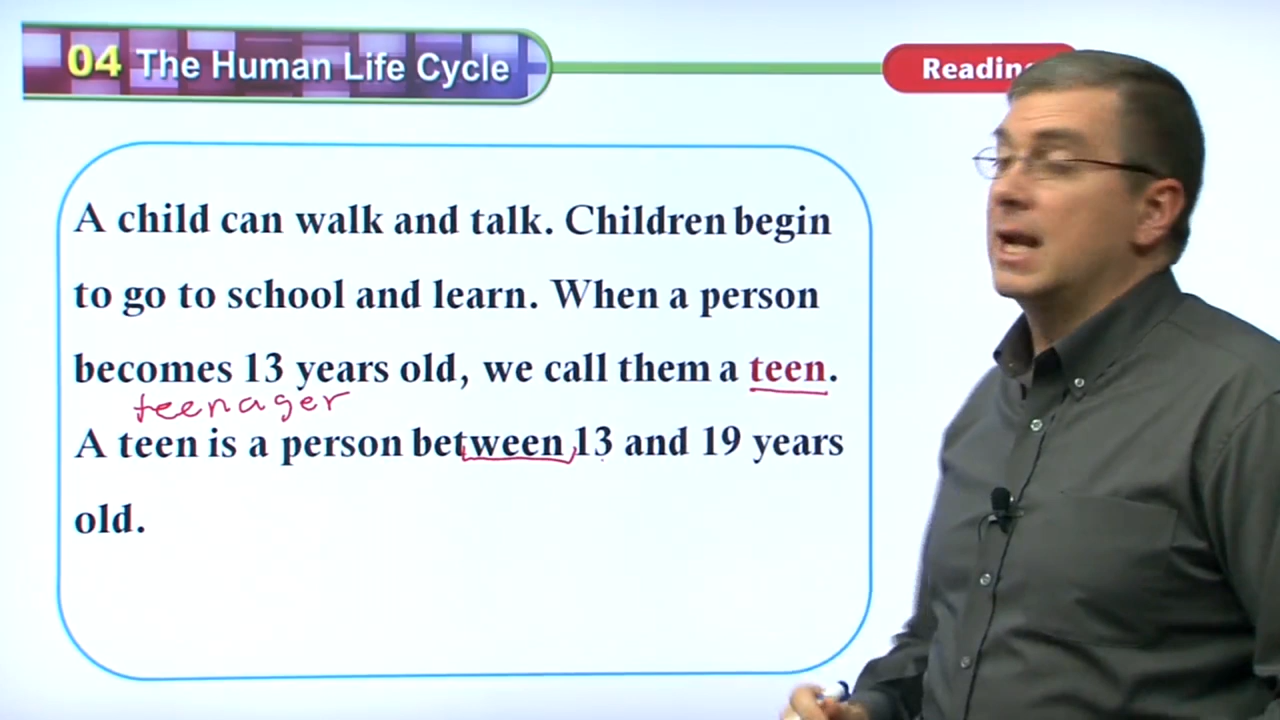 04 The Human Life Cycle
Readin
A child can walk and talk. Children begin
to go to school and learn. When a person
becomes 13 years old, we call them a teen.
teenager
A teen is a person between 13 and 19 years
old.